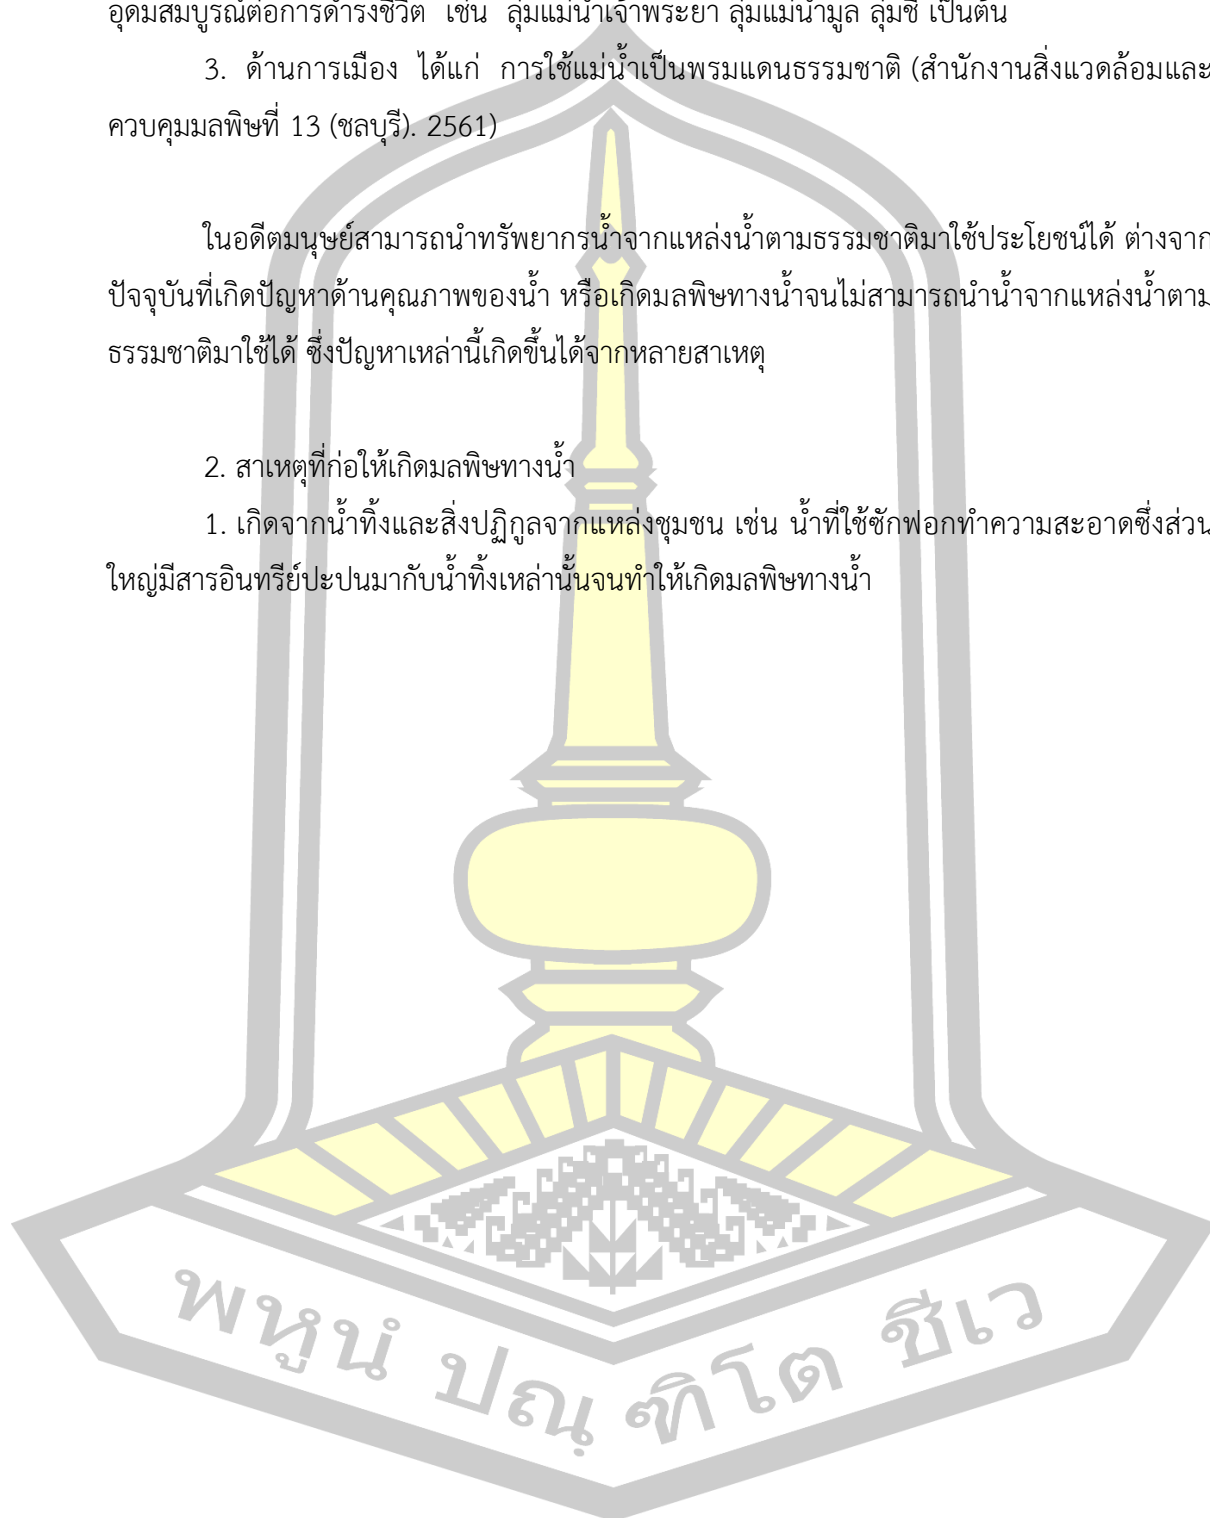 อุดมสมบูรณ์ต่อการดำรงชีวิต เช่น ลุ่มแม่น้ำเจ้าพระยา ลุ่มแม่น้ำมูล ลุ่มชี เป็นต้น
3. ด้านการเมือง ได้แก่ การใช้แม่น้ำเป็นพรมแดนธรรมชาติ (สำนักงานสิ่งแวดล้อมและ
ควบคุมมลพิษที่ 13 (ชลบุรี). 2561)
ในอดีตมนุษย์สามารถนำทรัพยากรน้ำจากแหล่งน้ำตามธรรมชาติมาใช้ประโยชน์ได้ ต่างจาก
ปัจจุบันที่เกิดปัญหาด้านคุณภาพของน้ำ หรือเกิดมลพิษทางน้ำจนไม่สามารถนำน้ำจากแหล่งน้ำตาม
ธรรมชาติมาใช้ได้ ซึ่งปัญหาเหล่านี้เกิดขึ้นได้จากหลายสาเหตุ
2. สาเหตุที่ก่อให้เกิดมลพิษทางน้ำ
1. เกิดจากน้ำทิ้งและสิ่งปฏิกูลจากแหล่งชุมชน เช่น น้ำที่ใช้ซักฟอกทำความสะอาดซึ่งส่วน
ใหญ่มีสารอินทรีย์ปะปนมากับน้ำทิ้งเหล่านั้นจนทำให้เกิดมลพิษทางน้ำ
พหูนํ ปณฺฑิโต ชีเว